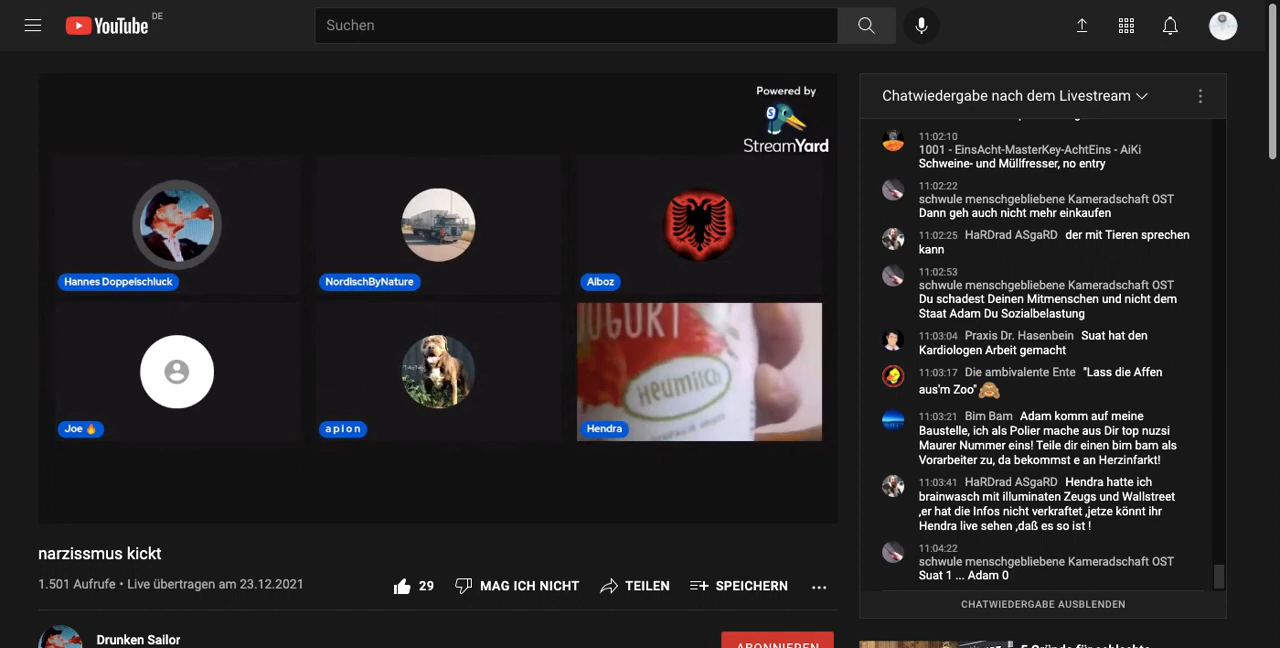 YouTube DE
Suchen
Powered by
S
StreamYard
Hannes Doppelschluck
NordischByNature
Alboz
Joe 🔥
a p i o n
JOGURT
Heumilch
Hendra
narzissmus kickt
1.501 Aufrufe • Live übertragen am 23.12.2021
29
MAG ICH NICHT
TEILEN
SPEICHERN
...
Drunken Sailor
ABONNIEREN
Chatwiedergabe nach dem Livestream
11:02:10
1001 - EinsAcht-MasterKey-AchtEins - AiKi
Schweine- und Müllfresser, no entry
11:02:22
schwule menschgebliebene Kameradschaft OST
Dann geh auch nicht mehr einkaufen
11:02:25 HaRDrad ASgaRD der mit Tieren sprechen
kann
11:02:53
schwule menschgebliebene Kameradschaft OST
Du schadest Deinen Mitmenschen und nicht dem
Staat Adam Du Sozialbelastung
11:03:04 Praxis Dr. Hasenbein Suat hat den
Kardiologen Arbeit gemacht
11:03:17 Die ambivalente Ente "Lass die Affen
aus'm Zoo"🙈
11:03:21 Bim Bam Adam komm auf meine
Baustelle, ich als Polier mache aus Dir top nuzsi
Maurer Nummer eins! Teile dir einen bim bam als
Vorarbeiter zu, da bekommst e an Herzinfarkt!
11:03:41 HaRDrad ASgaRD Hendra hatte ich
brainwasch mit illuminaten Zeugs und Wallstreet
,er hat die Infos nicht verkraftet ,jetze könnt ihr
Hendra live sehen ,daß es so ist !
11:04:22
schwule menschgebliebene Kameradschaft OST
Suat 1 ... Adam 0
CHATWIEDERGABE AUSBLENDEN
5 Gründe für schlechte